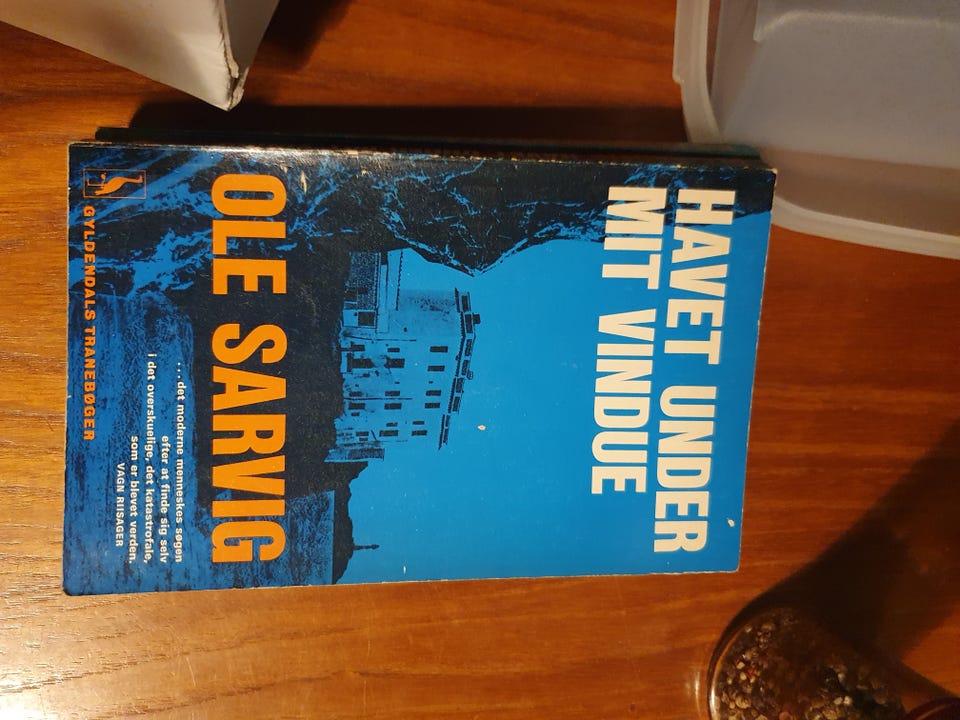 HAVET UNDER
MIT VINDUE
OLE SARVIG
...det moderne menneskes søgen
efter at finde sig selv
i det overskuelige, det katastrofale,
som er blevet verden.
VAGN RIISAGER
GYLDENDALS TRANEBØGER